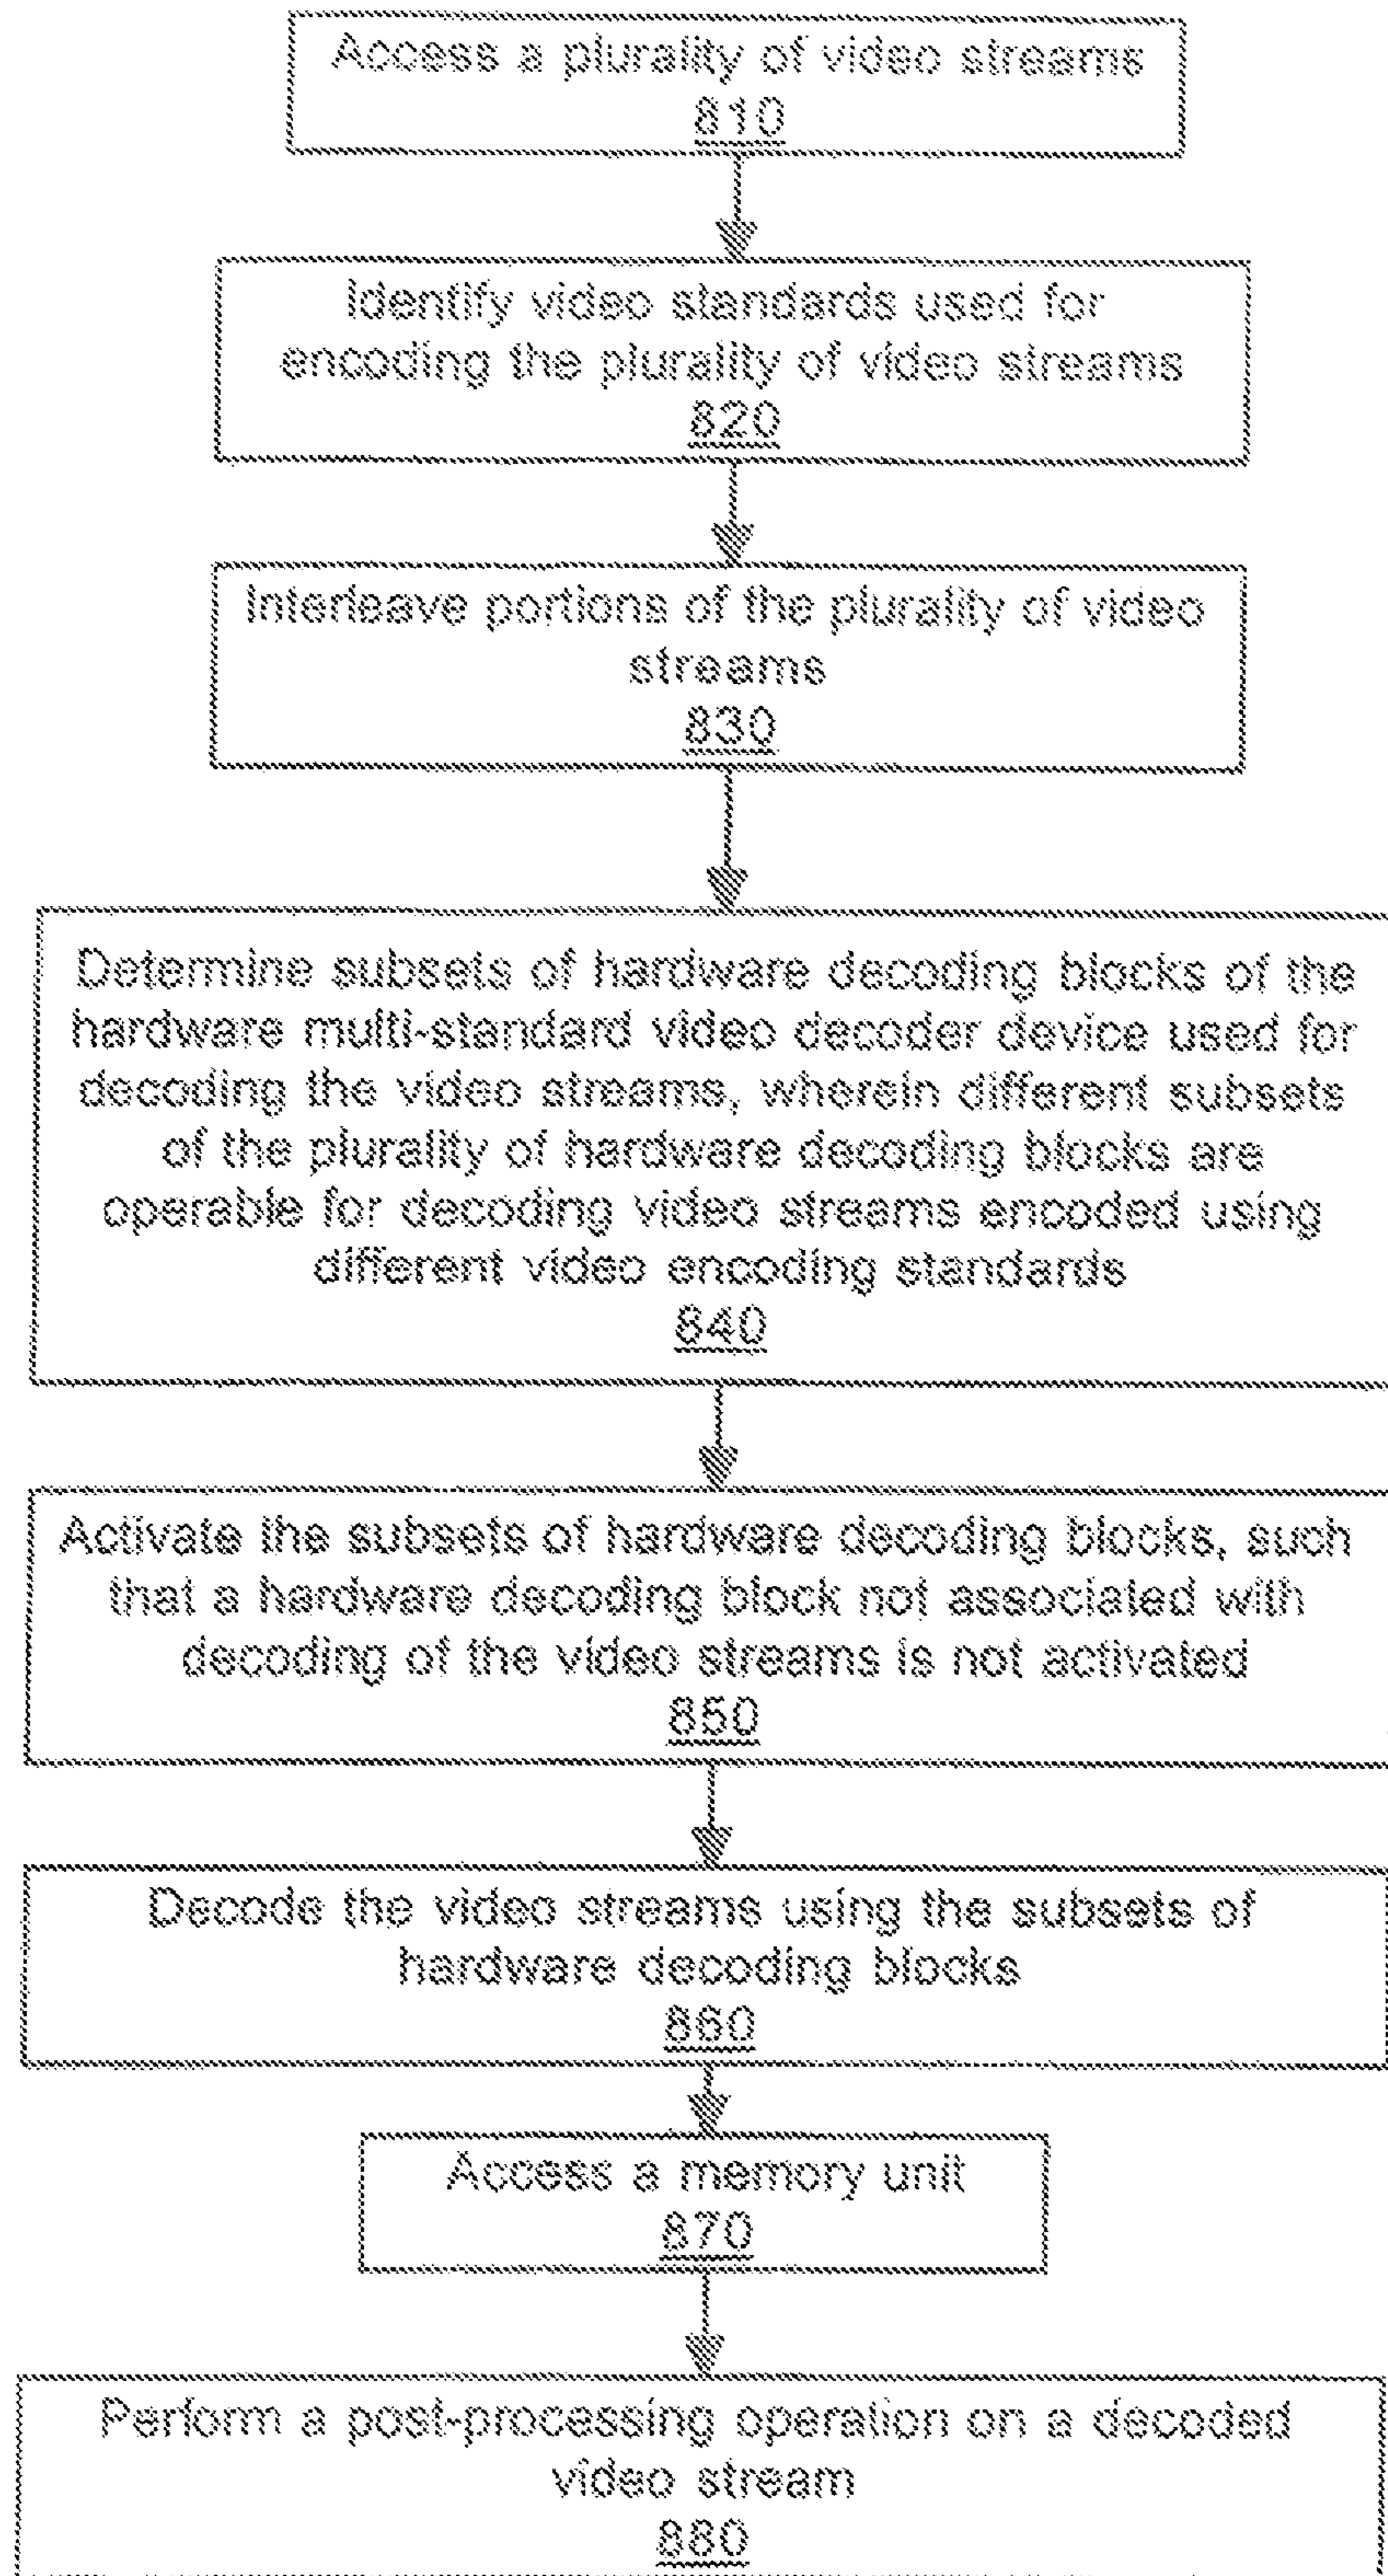 Access a plurality of video streams
810
Identify video standards used for
encoding the plurality of video streams
820
Interleave portions of the plurality of video
streams
830
Determine subsets of hardware decoding blocks of the
hardware multi-standard video decoder device used for
decoding the video streams, wherein different subsets
of the plurality of hardware decoding blocks are
operable for decoding video streams encoded using
different video encoding standards
840
Activate the subsets of hardware decoding blocks, such
that a hardware decoding block not associated with
decoding of the video streams is not activated
850
Decode the video streams using the subsets of
hardware decoding blocks
860
Access a memory unit
870
Perform a post-processing operation on a decoded
video stream
880